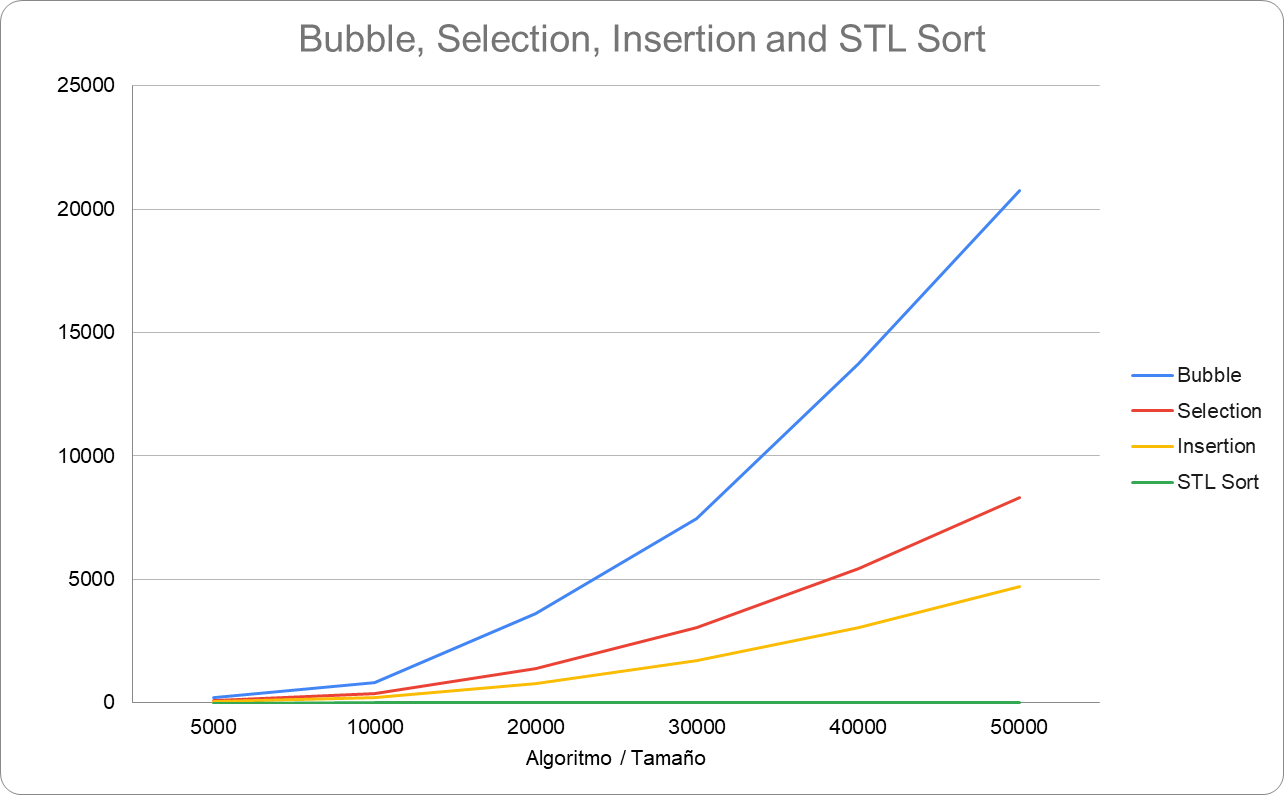 Bubble, Selection, Insertion and STL Sort
25000
20000
15000
10000
5000
0
5000 10000 20000 30000 40000 50000
Algoritmo / Tamaño
Bubble
Selection
Insertion
STL Sort